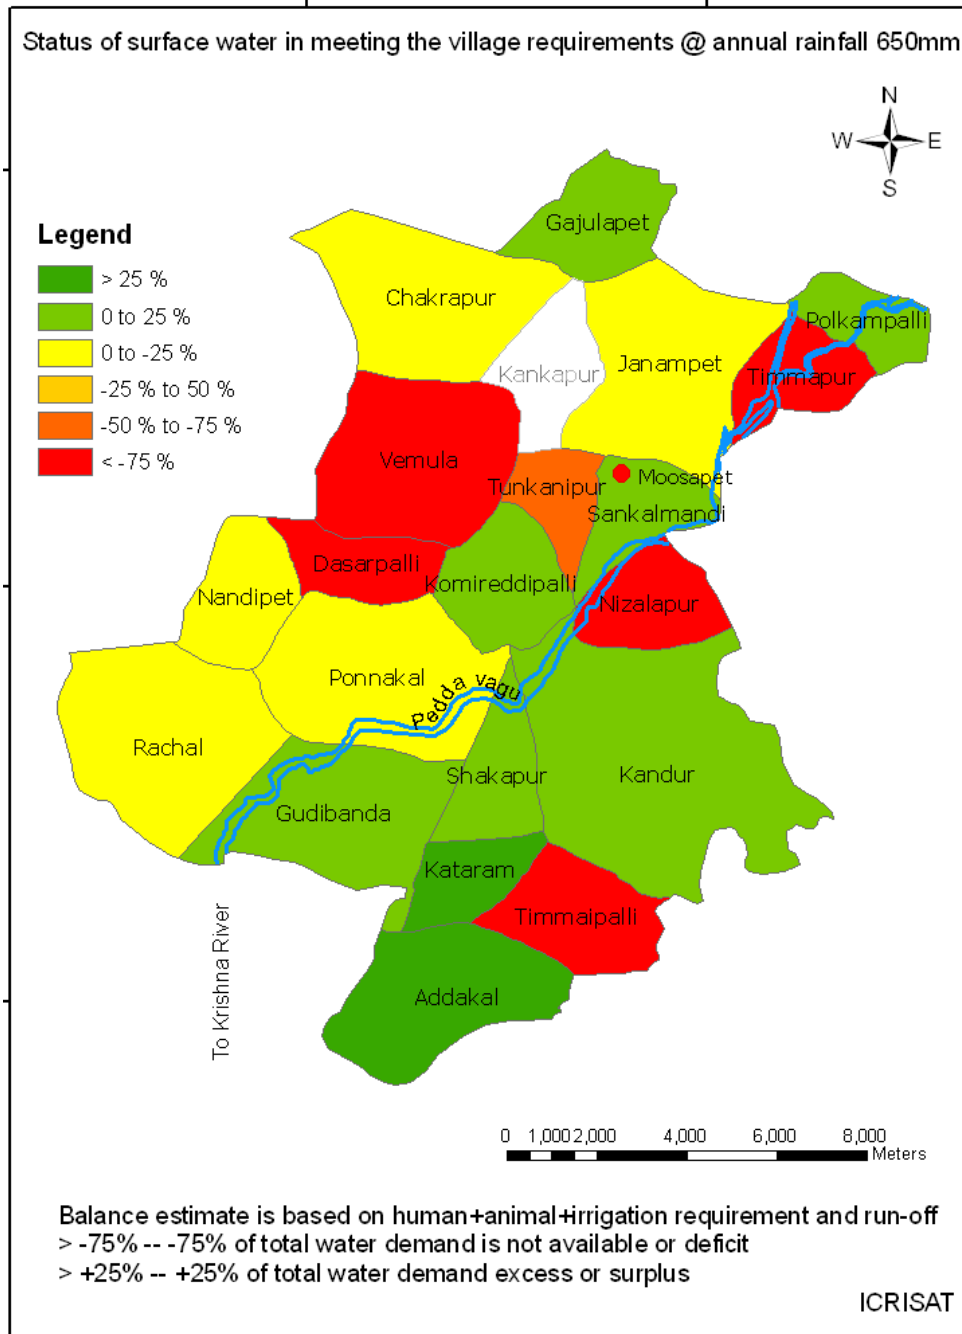 Status of surface water in meeting the village requirements @ annual rainfall 650mm
N
W E
S
Legend
> 25 %
0 to 25 %
0 to -25 %
-25 % to 50 %
-50 % to -75 %
< -75 %
Gajulapet
Chakrapur
Polkampalli
Janampet
Kankapur
Timmapur
Vemula
Tunkanipur
Moosapet
Sankalmandi
Dasarpalli
Komireddipalli
Nandipet
Nizalapur
Ponnakal
Pedda vagu
Rachal
Shakapur
Kandur
Gudibanda
Kataram
Timmaipalli
To Krishna River
Addakal
0 1,000 2,000 4,000 6,000 8,000
Meters
Balance estimate is based on human+animal+irrigation requirement and run-off
> -75% -- -75% of total water demand is not available or deficit
> +25% -- +25% of total water demand excess or surplus
ICRISAT